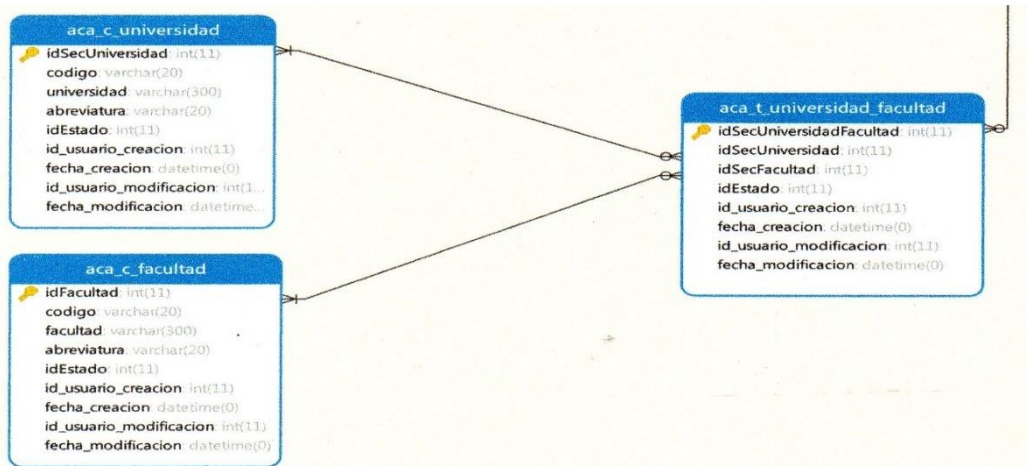 aca_c_universidad
idSecUniversidad: int(11)
codigo: varchar(20)
universidad: varchar(300)
abreviatura: varchar(20)
idEstado: int(11)
id_usuario_creacion: int(11)
fecha_creacion: datetime(0)
id_usuario_modificacion: int(1...
fecha_modificacion: datetime...
aca_t_universidad_facultad
idSecUniversidadFacultad: int(11)
idSecUniversidad: int(11)
idSecFacultad: int(11)
idEstado: int(11)
id_usuario_creacion: int(11)
fecha_creacion: datetime(0)
id_usuario_modificacion: int(11)
fecha_modificacion: datetime(0)
aca_c_facultad
idFacultad: int(11)
codigo: varchar(20)
facultad: varchar(300)
abreviatura: varchar(20)
idEstado: int(11)
id_usuario_creacion: int(11)
fecha_creacion: datetime(0)
id_usuario_modificacion: int(11)
fecha_modificacion: datetime(0)